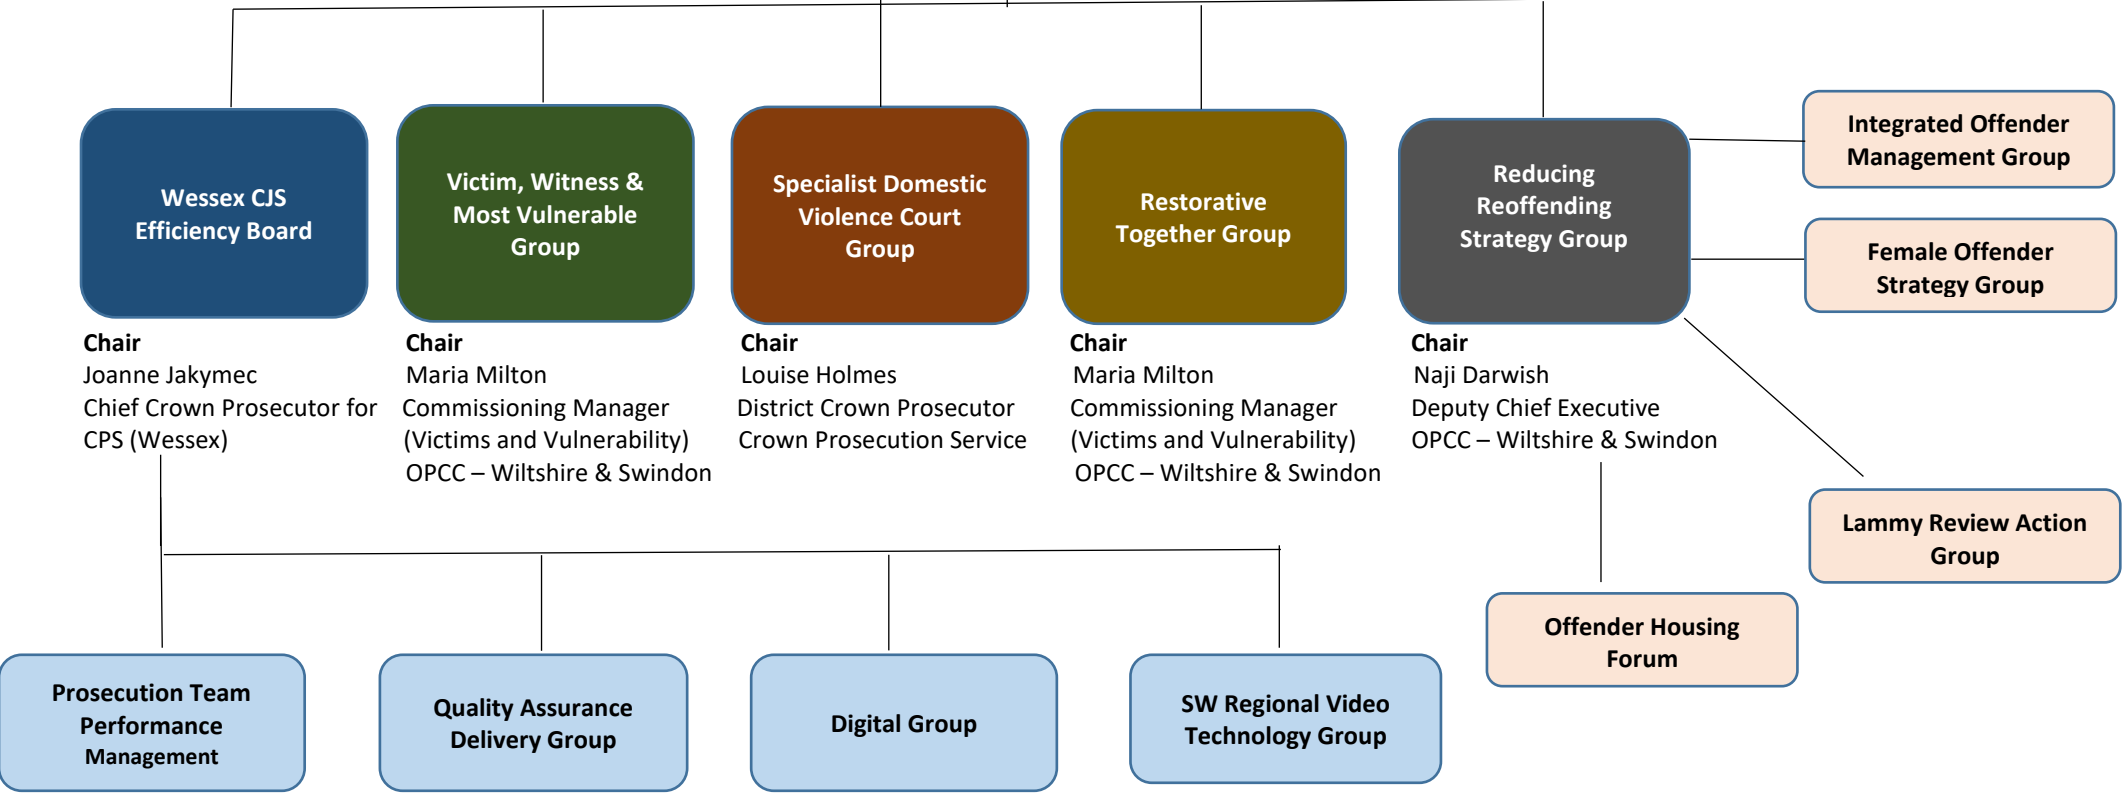 Wessex CJS
Efficiency Board
Victim, Witness &
Most Vulnerable
Group
Specialist Domestic
Violence Court
Group
Restorative
Together Group
Reducing
Reoffending
Strategy Group
Integrated Offender
Management Group
Female Offender
Strategy Group
Chair
Joanne Jakymec
Chief Crown Prosecutor for
CPS (Wessex)
Chair
Maria Milton
Commissioning Manager
(Victims and Vulnerability)
OPCC – Wiltshire & Swindon
Chair
Louise Holmes
District Crown Prosecutor
Crown Prosecution Service
Chair
Maria Milton
Commissioning Manager
(Victims and Vulnerability)
OPCC – Wiltshire & Swindon
Chair
Naji Darwish
Deputy Chief Executive
OPCC – Wiltshire & Swindon
Lammy Review Action
Group
Offender Housing
Forum
Prosecution Team
Performance
Management
Quality Assurance
Delivery Group
Digital Group
SW Regional Video
Technology Group